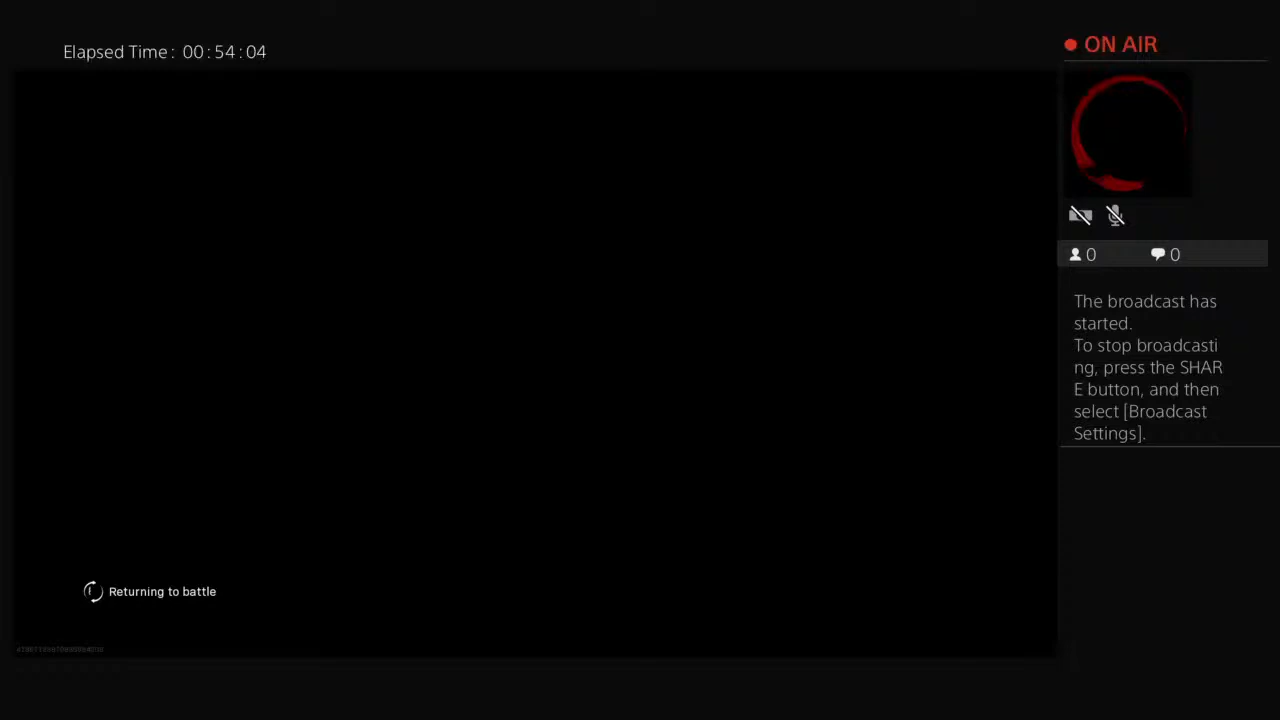 Elapsed Time: 00:54:04
ON AIR
0 0
The broadcast has
started.
To stop broadcasti
ng, press the SHAR
E button, and then
select [Broadcast
Settings].
Returning to battle